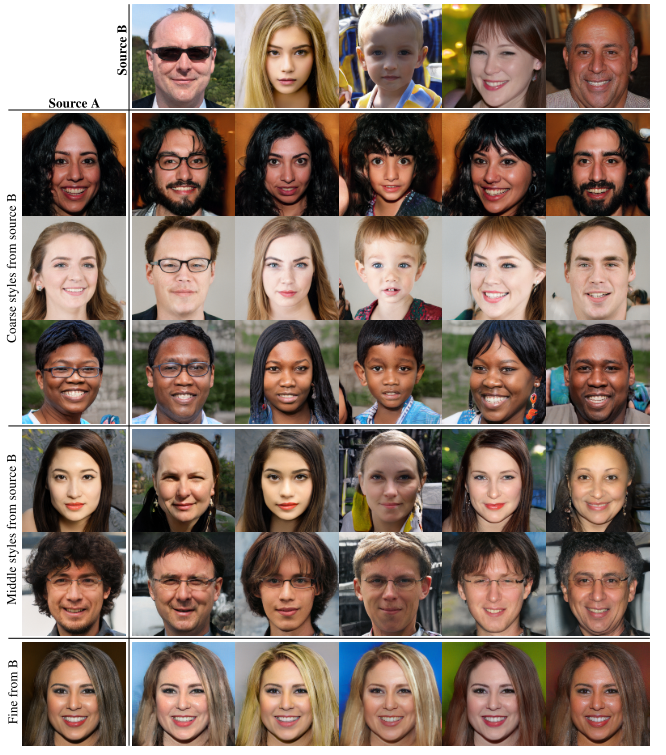 Source B
Source A
Coarse styles from source B
Middle styles from source B
Fine from B